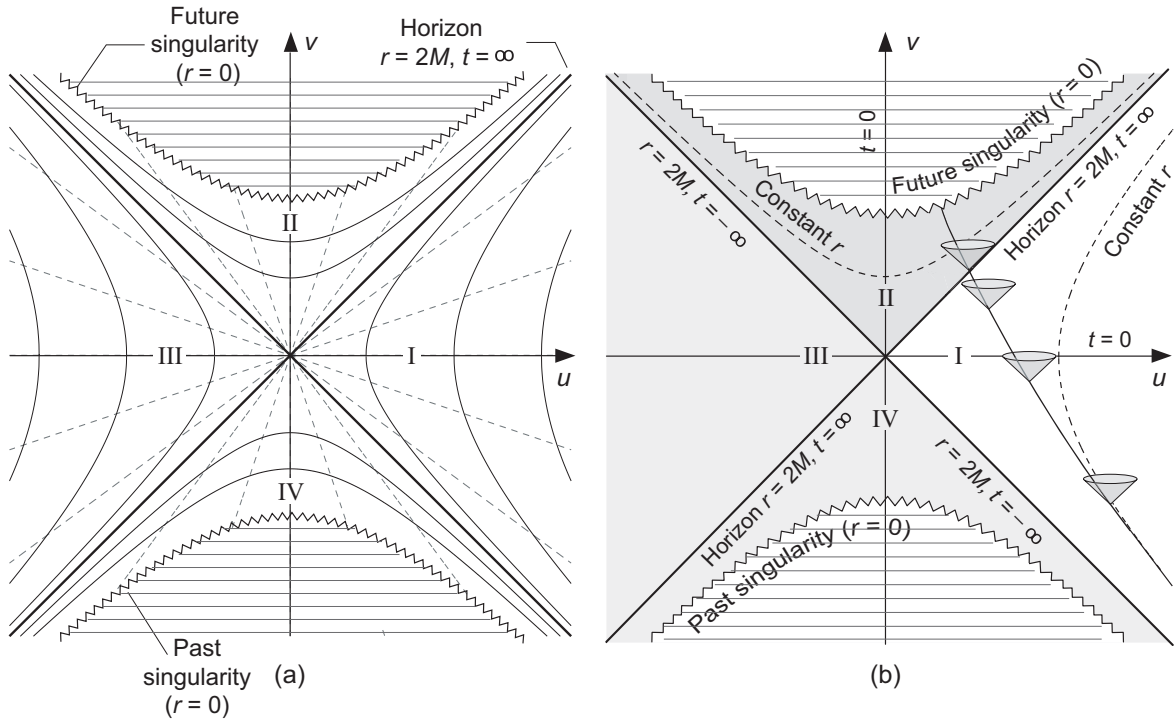 Future
singularity
(r = 0)
v
Horizon
r = 2M, t = ∞
II
III
I
u
IV
Past
singularity
(r = 0)
(a)
v
t = 0
Future singularity (r = 0)
r = 2M, t = – ∞
Constant r
Horizon r = 2M, t = ∞
Constant r
II
III
I
t = 0
u
IV
Horizon r = 2M, t = ∞
r = 2M, t = – ∞
Past singularity (r = 0)
(b)